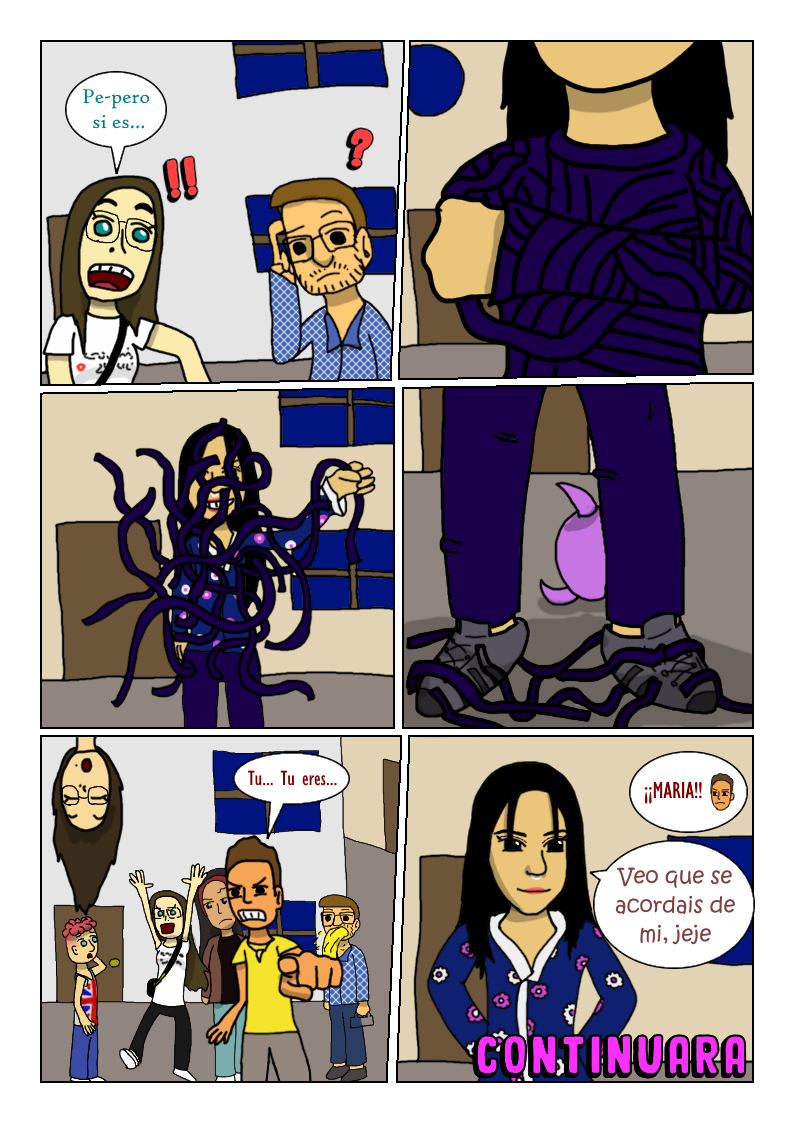 Pe-pero
si es...
!!
?
Tu... Tu eres...
¡¡MARIA!!
Veo que se
acordais de
mi, jeje
CONTINUARA